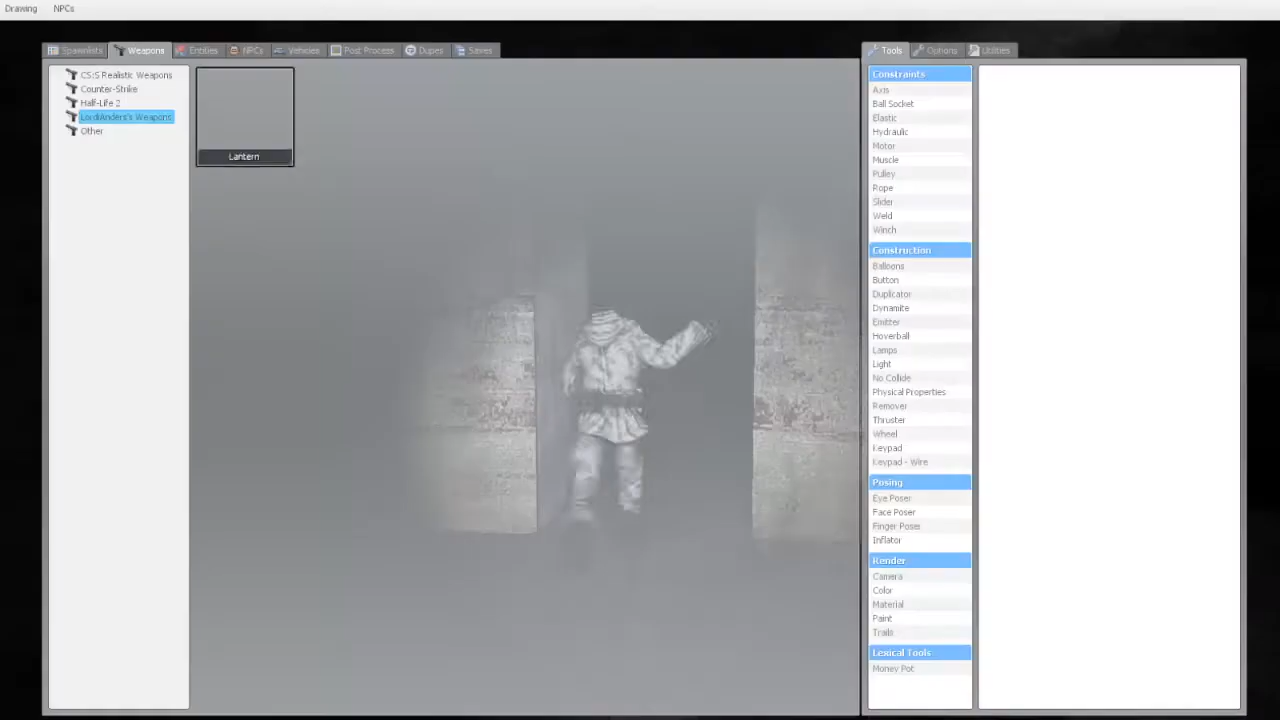 Drawing NPCs
Spawnlists Weapons Entities NPCs Vehicles Post Process Dupes Saves
CS:S Realistic Weapons
Counter-Strike
Half-Life 2
LordiAnders's Weapons
Other
Lantern
Tools Options Utilities
Constraints
Axis
Ball Socket
Elastic
Hydraulic
Motor
Muscle
Pulley
Rope
Slider
Weld
Winch
Construction
Balloons
Button
Duplicator
Dynamite
Emitter
Hoverball
Lamps
Light
No Collide
Physical Properties
Remover
Thruster
Wheel
Keypad
Keypad - Wire
Posing
Eye Poser
Face Poser
Finger Poser
Inflator
Render
Camera
Color
Material
Paint
Trails
Lexical Tools
Money Pot